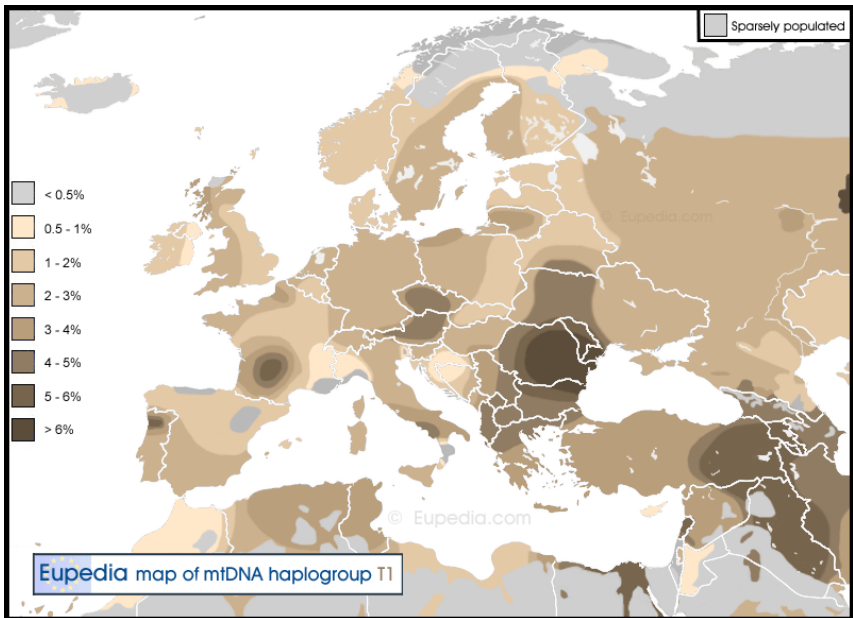 Sparsely populated
< 0.5%
0.5 - 1%
1 - 2%
2 - 3%
3 - 4%
4 - 5%
5 - 6%
> 6%
© Eupedia.com
© Eupedia.com
Eupedia map of mtDNA haplogroup T1